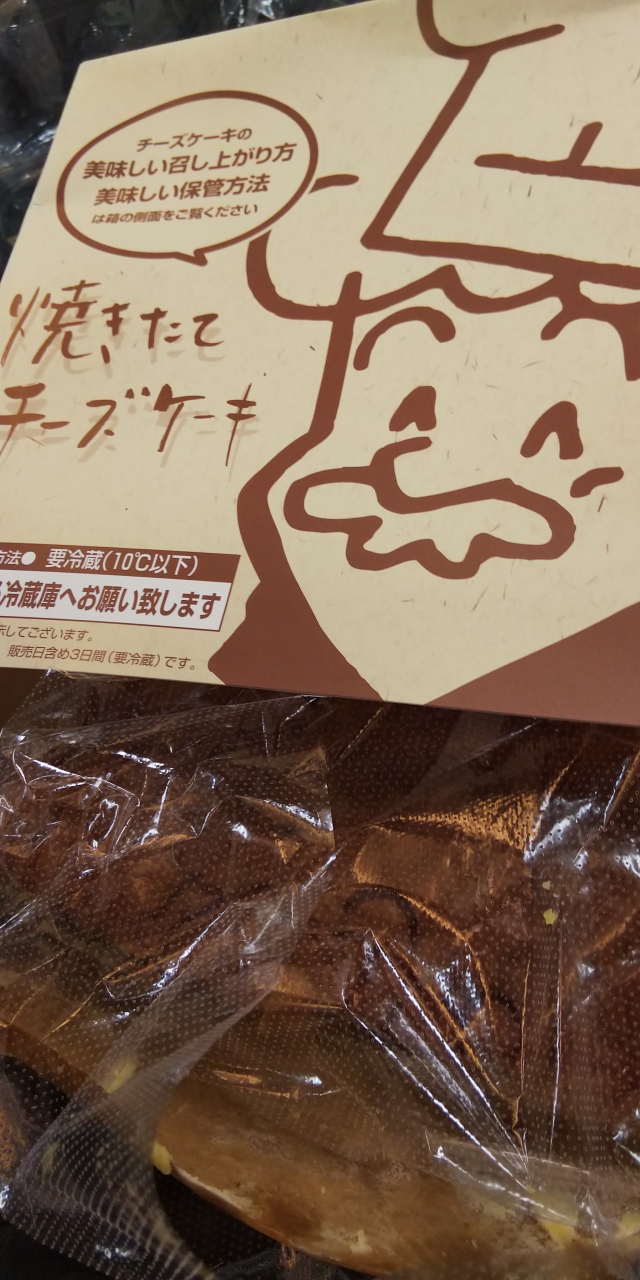 チーズケーキの
美味しい召し上がり方
美味しい保管方法
は箱の側面をご覧ください
焼きたて
チーズケーキ
方法● 要冷蔵(10℃以下)
冷蔵庫へお願い致します
示してございます。
販売日含め3日間(要冷蔵)です。